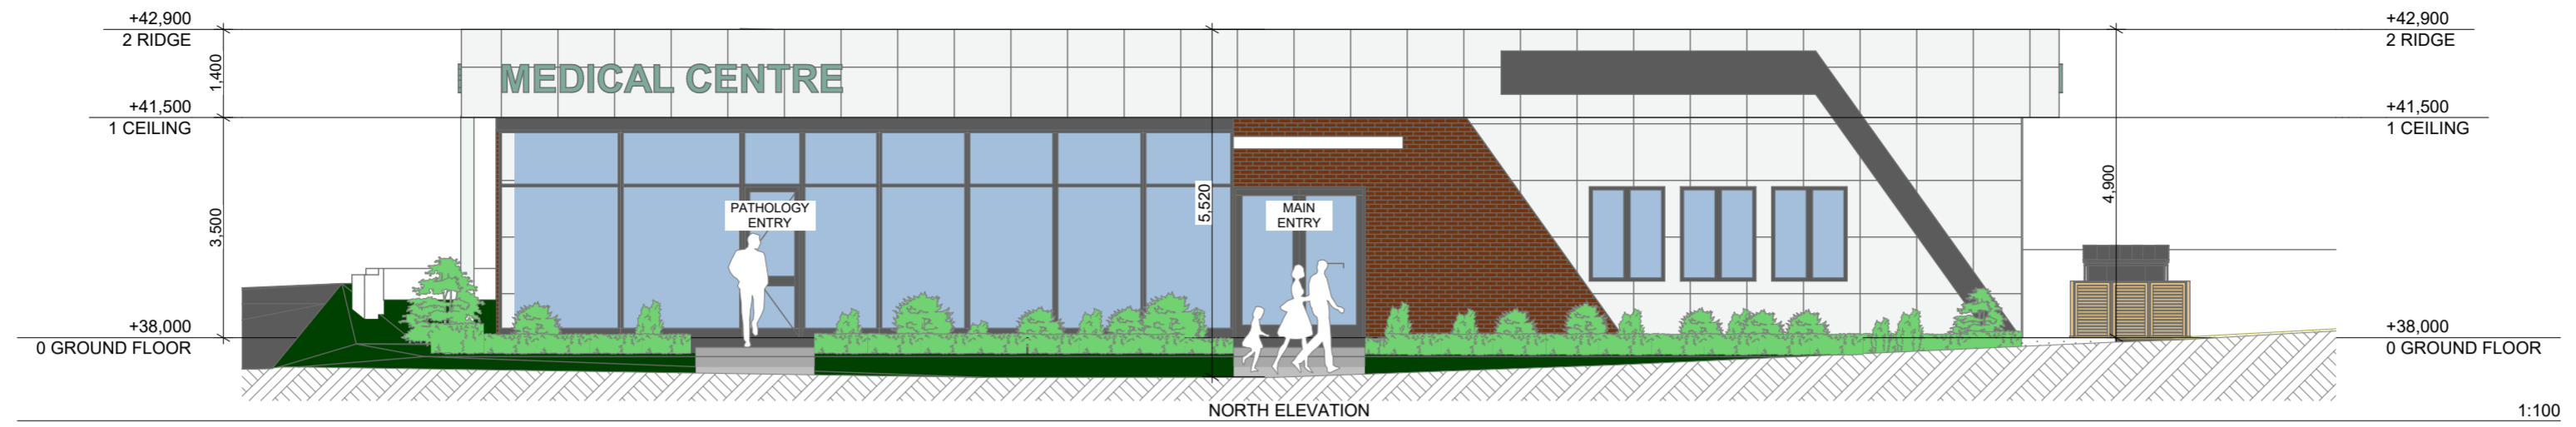 +42,900
2 RIDGE
+42,900
2 RIDGE
1,400
MEDICAL CENTRE
+41,500
1 CEILING
+41,500
1 CEILING
3,500
PATHOLOGY
ENTRY
5,520
MAIN
ENTRY
4,900
+38,000
0 GROUND FLOOR
+38,000
0 GROUND FLOOR
NORTH ELEVATION
1:100